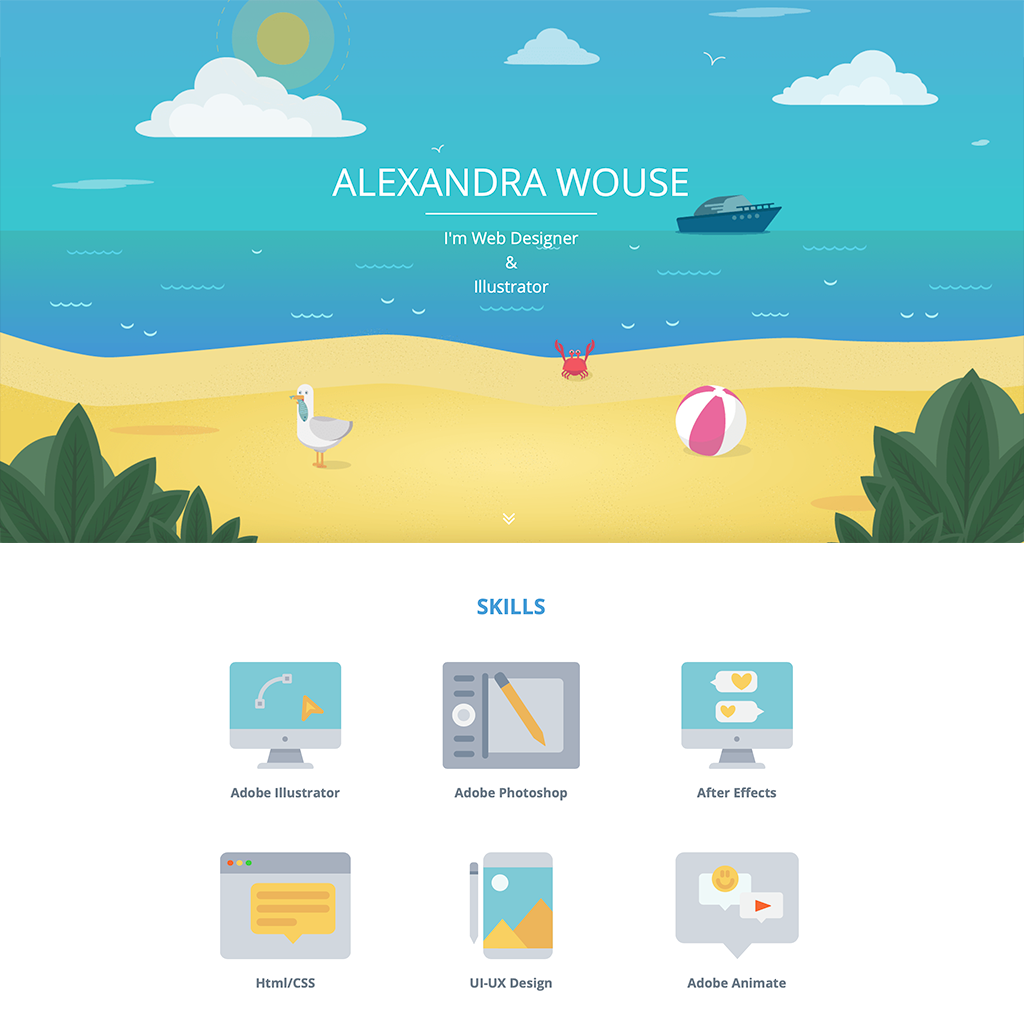 ALEXANDRA WOUSE
I'm Web Designer
&
Illustrator
SKILLS
Adobe Illustrator
Adobe Photoshop
After Effects
Html/CSS
UI-UX Design
Adobe Animate